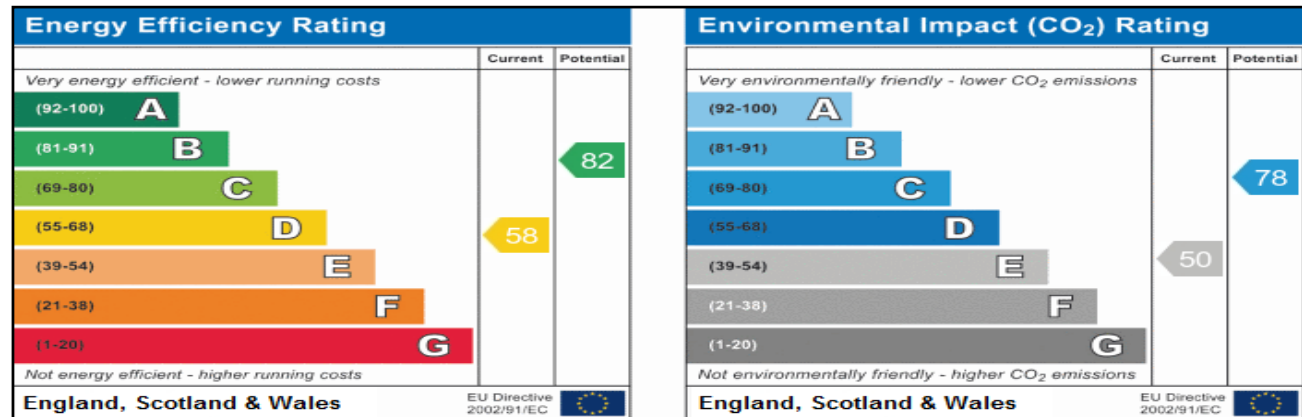 Energy Efficiency Rating
Current Potential
Very energy efficient - lower running costs
(92-100) A
(81-91) B
82
(69-80) C
(55-68) D
58
(39-54) E
(21-38) F
(1-20) G
Not energy efficient - higher running costs
England, Scotland & Wales
EU Directive
2002/91/EC
Environmental Impact (CO₂) Rating
Current Potential
Very environmentally friendly - lower CO₂ emissions
(92-100) A
(81-91) B
(69-80) C
78
(55-68) D
(39-54) E
50
(21-38) F
(1-20) G
Not environmentally friendly - higher CO₂ emissions
England, Scotland & Wales
EU Directive
2002/91/EC